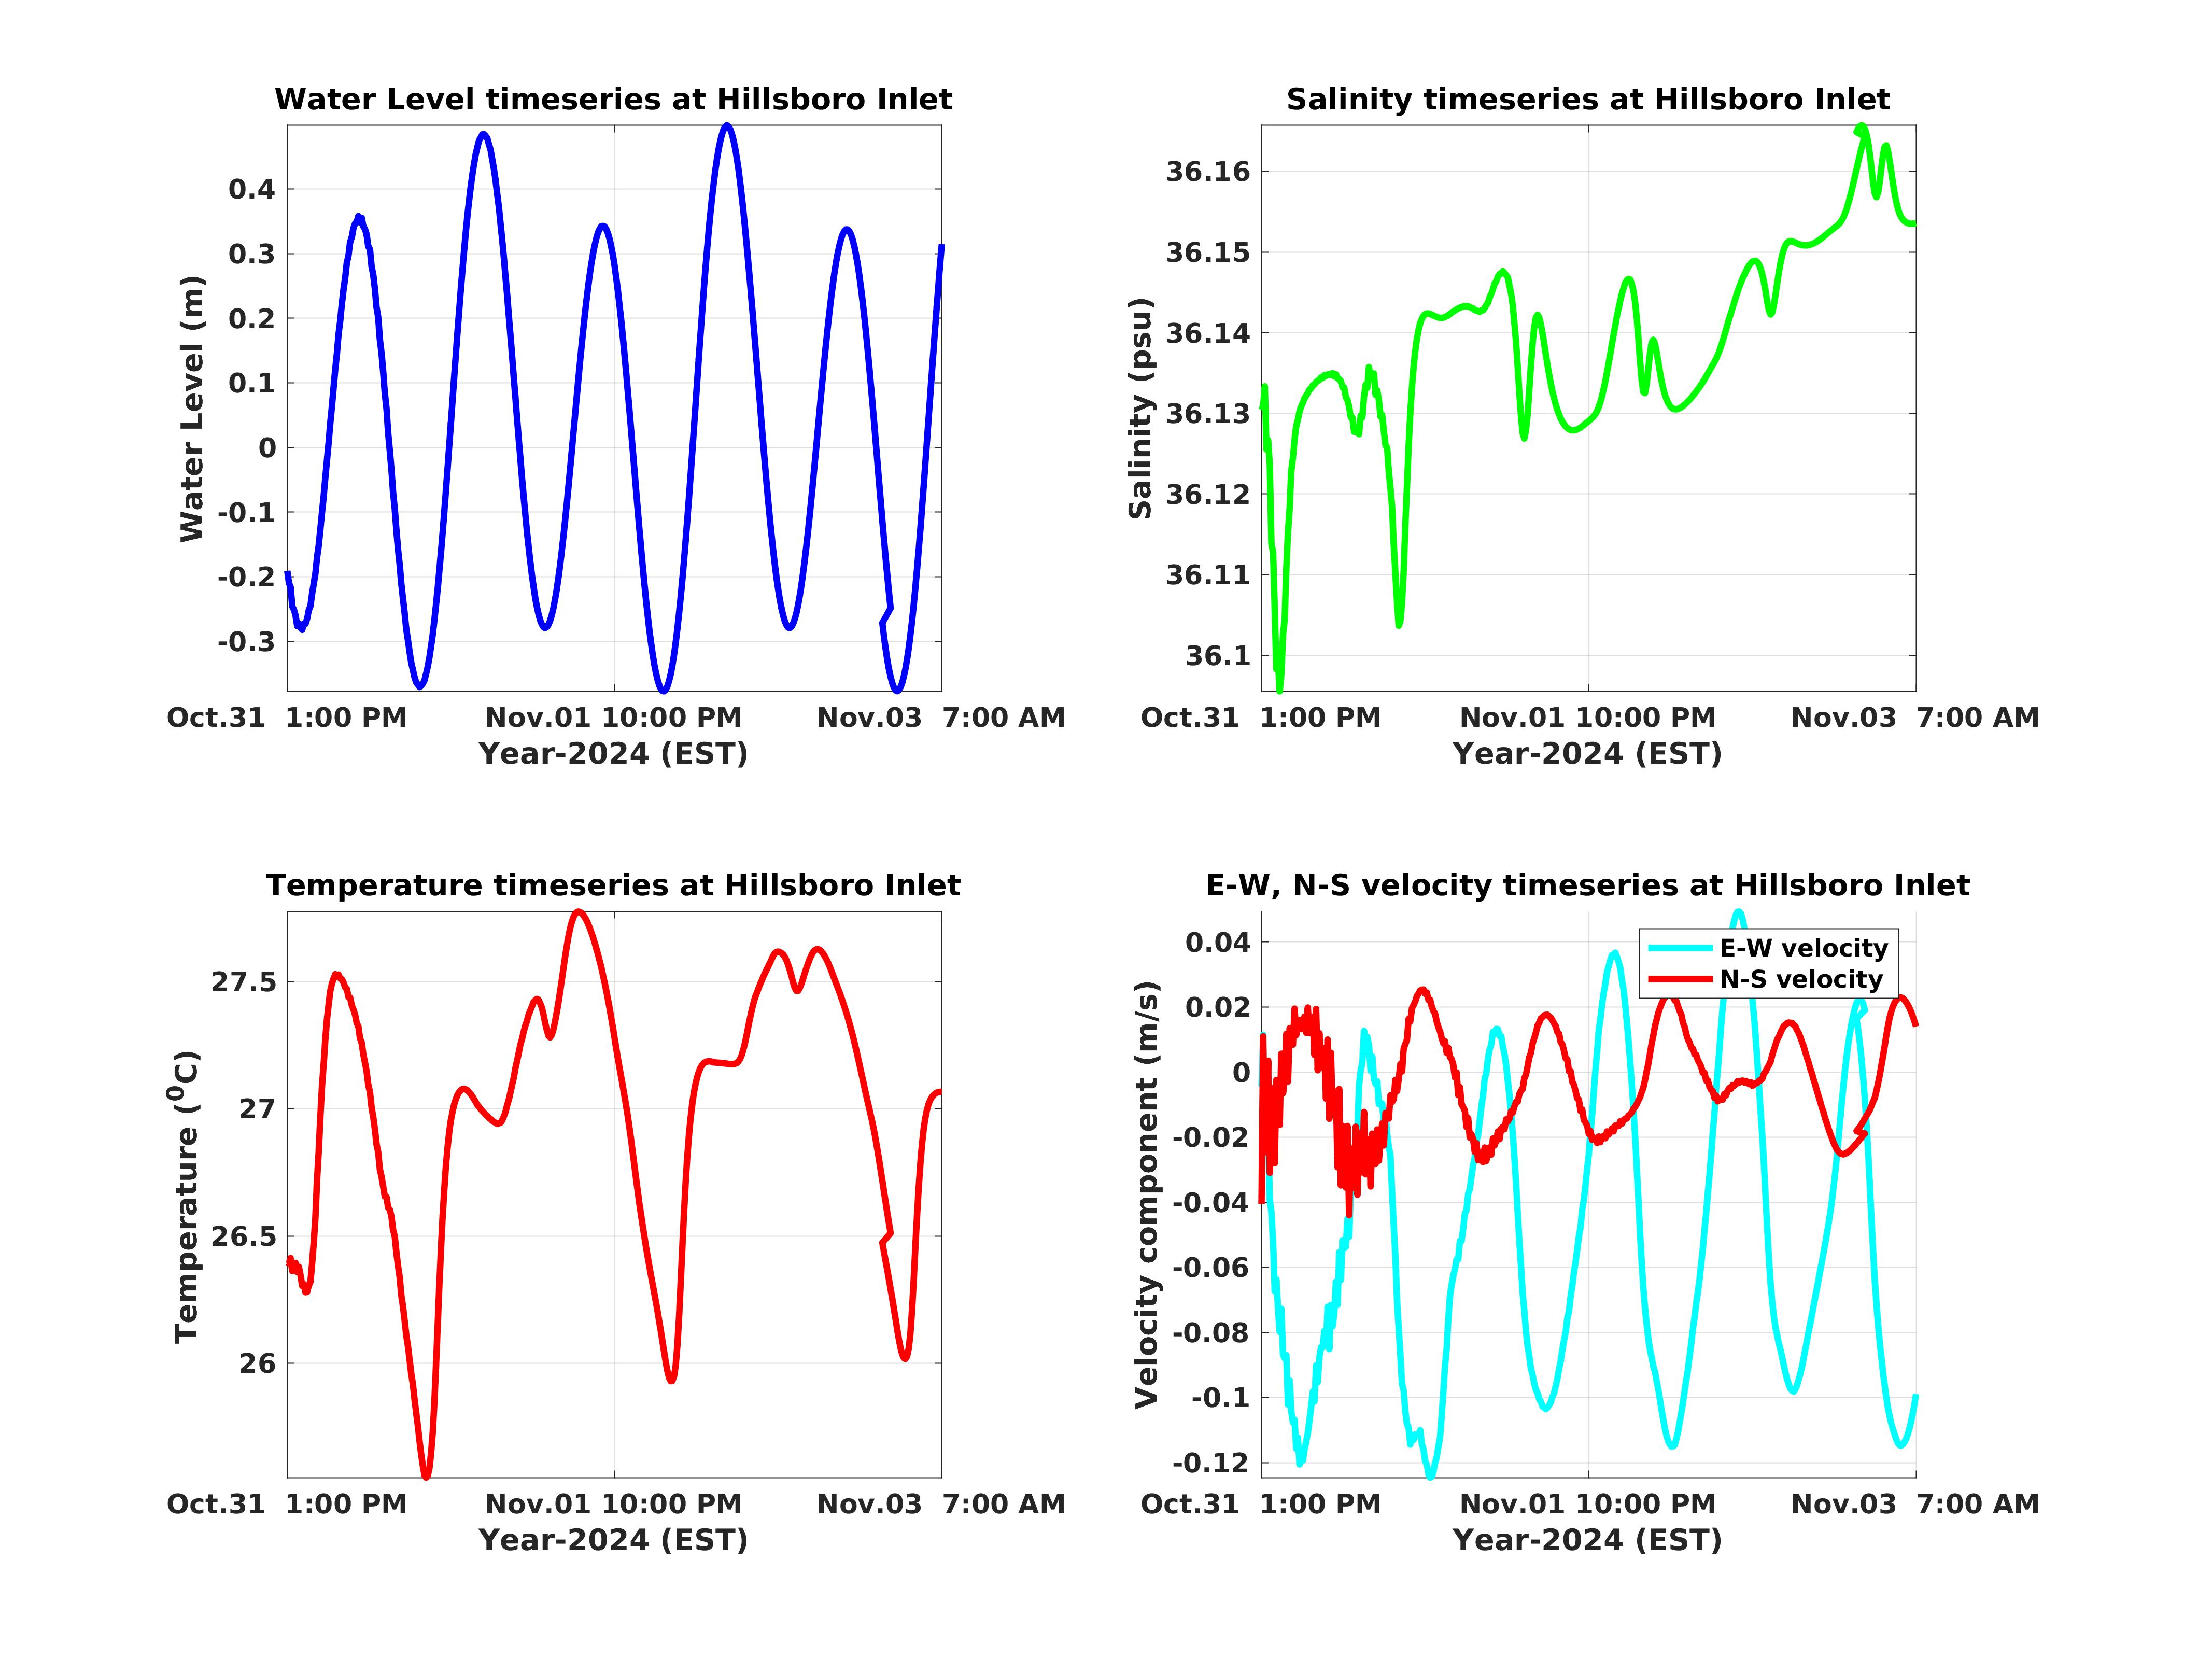 Water Level timeseries at Hillsboro Inlet
Water Level (m)
0.4
0.3
0.2
0.1
0
-0.1
-0.2
-0.3
Oct.31 1:00 PM
Nov.01 10:00 PM
Nov.03 7:00 AM
Year-2024 (EST)
Salinity timeseries at Hillsboro Inlet
Salinity (psu)
36.16
36.15
36.14
36.13
36.12
36.11
36.1
Oct.31 1:00 PM
Nov.01 10:00 PM
Nov.03 7:00 AM
Year-2024 (EST)
Temperature timeseries at Hillsboro Inlet
Temperature (⁰C)
27.5
27
26.5
26
Oct.31 1:00 PM
Nov.01 10:00 PM
Nov.03 7:00 AM
Year-2024 (EST)
E-W, N-S velocity timeseries at Hillsboro Inlet
Velocity component (m/s)
0.04
0.02
0
-0.02
-0.04
-0.06
-0.08
-0.1
-0.12
E-W velocity
N-S velocity
Oct.31 1:00 PM
Nov.01 10:00 PM
Nov.03 7:00 AM
Year-2024 (EST)